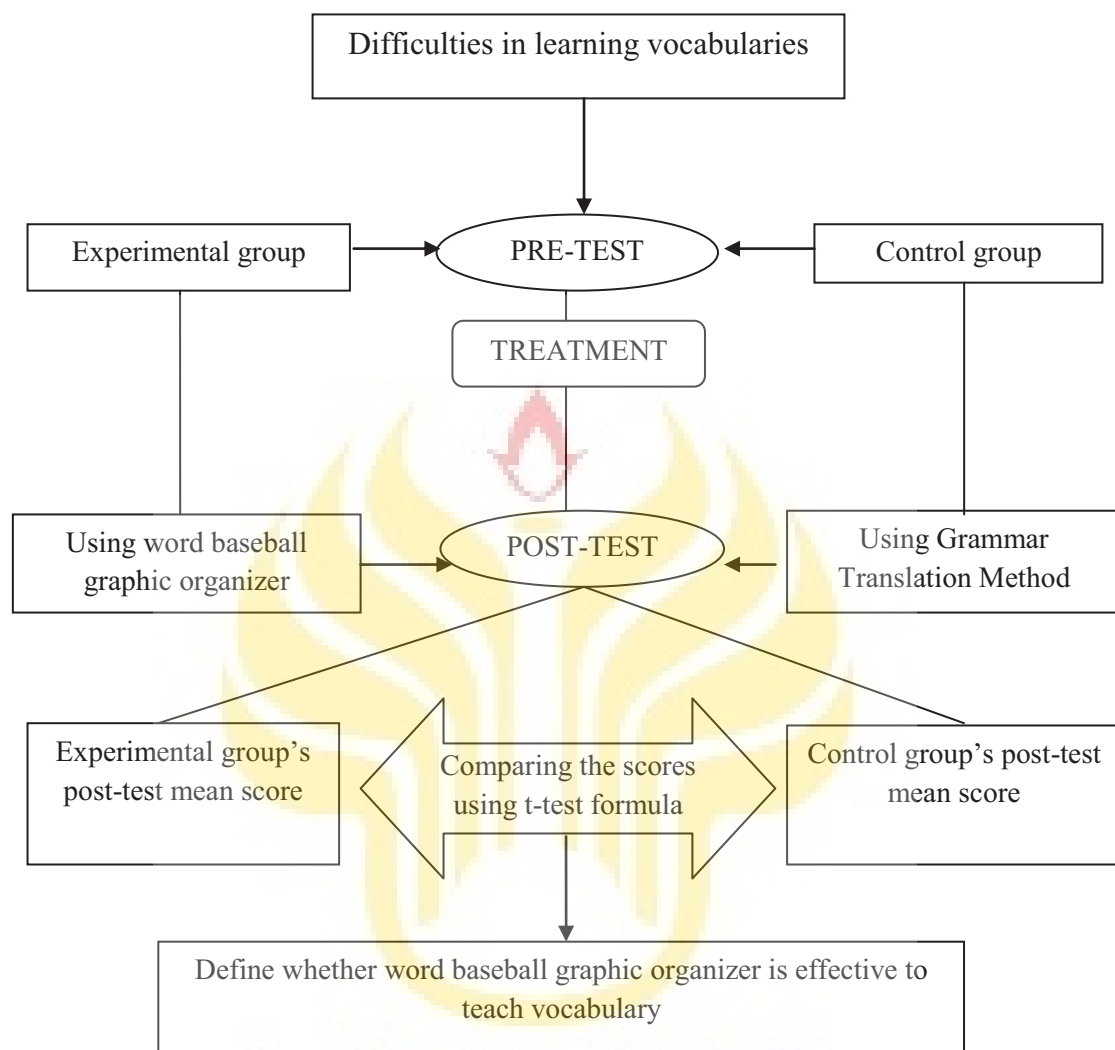 Difficulties in learning vocabularies
Experimental group
PRE-TEST
Control group
TREATMENT
Using word baseball
graphic organizer
POST-TEST
Using Grammar
Translation Method
Experimental group’s
post-test mean score
Comparing the scores
using t-test formula
Control group’s post-test
mean score
Define whether word baseball graphic organizer is effective to
teach vocabulary